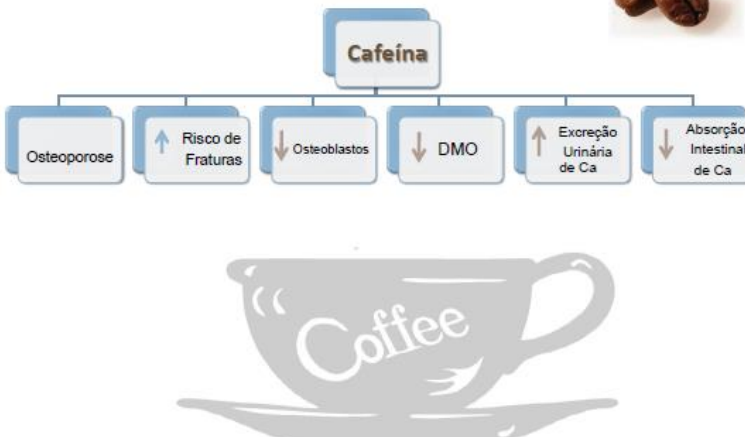 Cafeína
Osteoporose
↑ Risco de
Fraturas
↓ Osteoblastos
↓ DMO
↑ Excreção
Urinária
de Ca
↓ Absorção
Intestinal
de Ca
Coffee